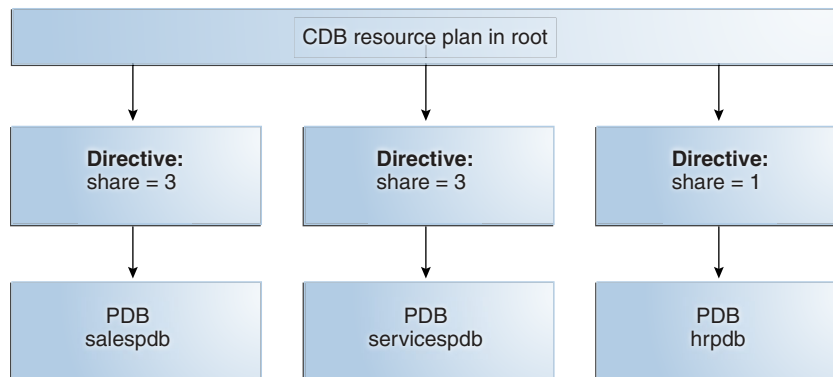 CDB resource plan in root
Directive:
share = 3
Directive:
share = 3
Directive:
share = 1
PDB
salespdb
PDB
servicespdb
PDB
hrpdb